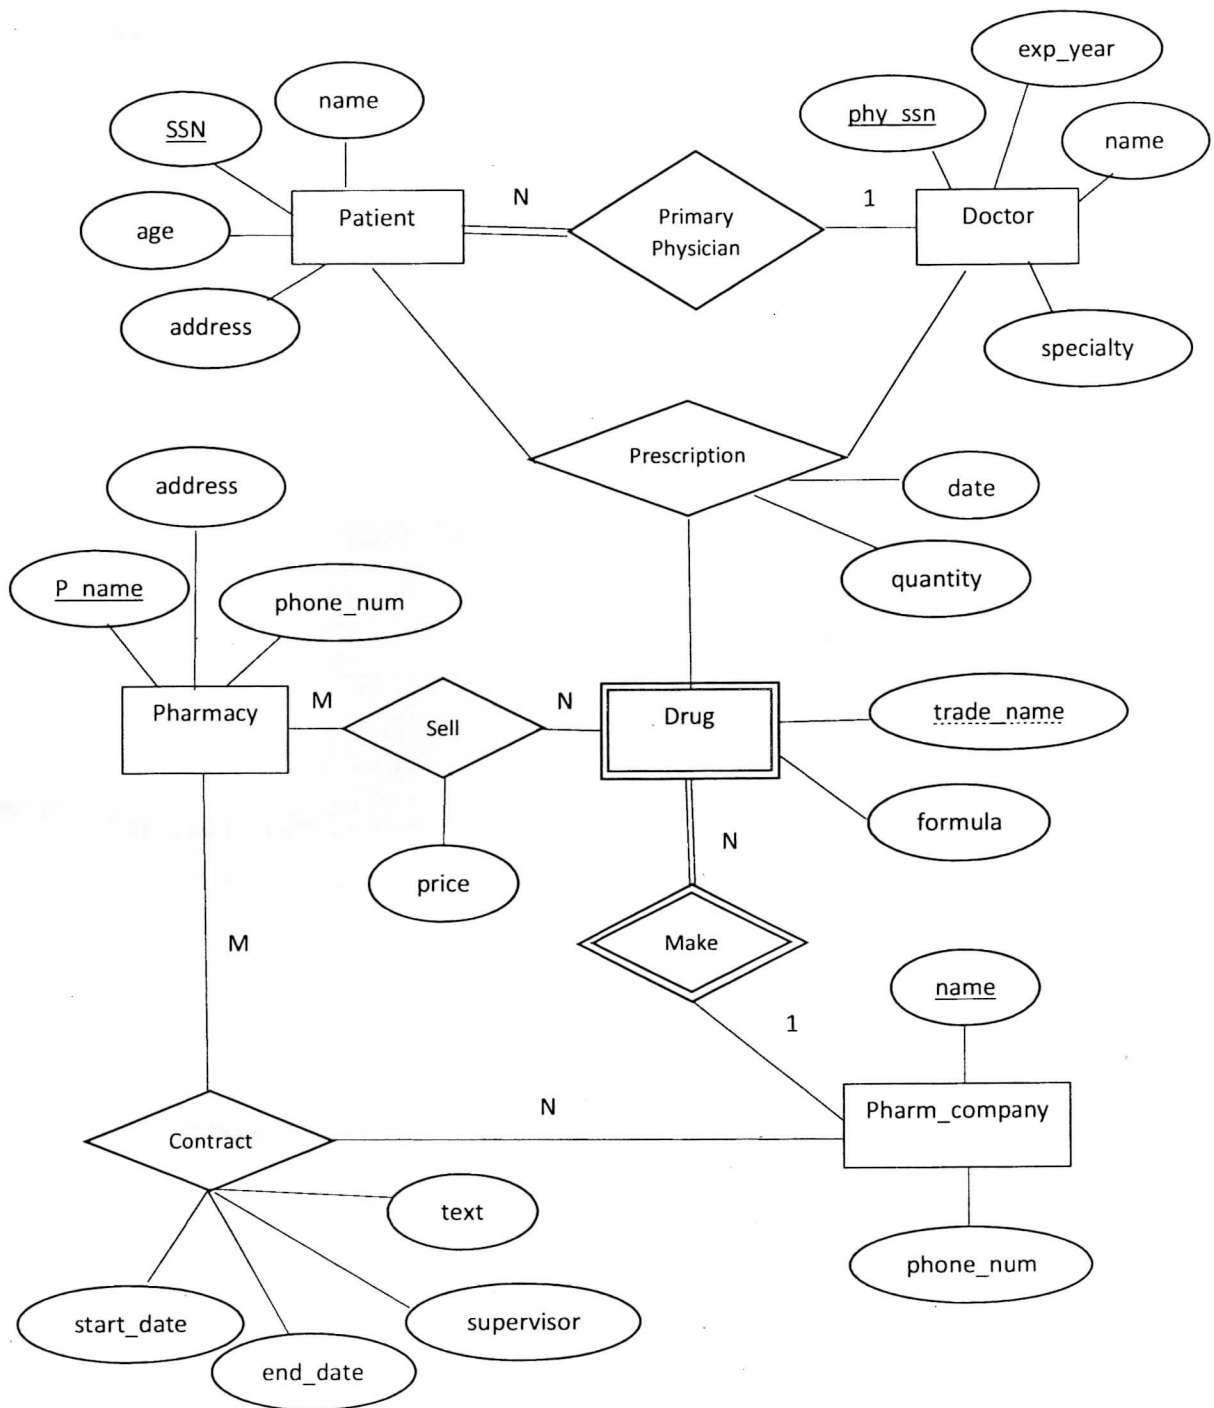 exp_year
name
phy_ssn
SSN
name
N
1
Patient
Primary
Physician
Doctor
age
address
specialty
Prescription
address
date
quantity
P_name
phone_num
M
N
Pharmacy
Sell
Drug
trade_name
formula
N
price
Make
M
name
1
N
Pharm_company
Contract
text
phone_num
start_date
supervisor
end_date